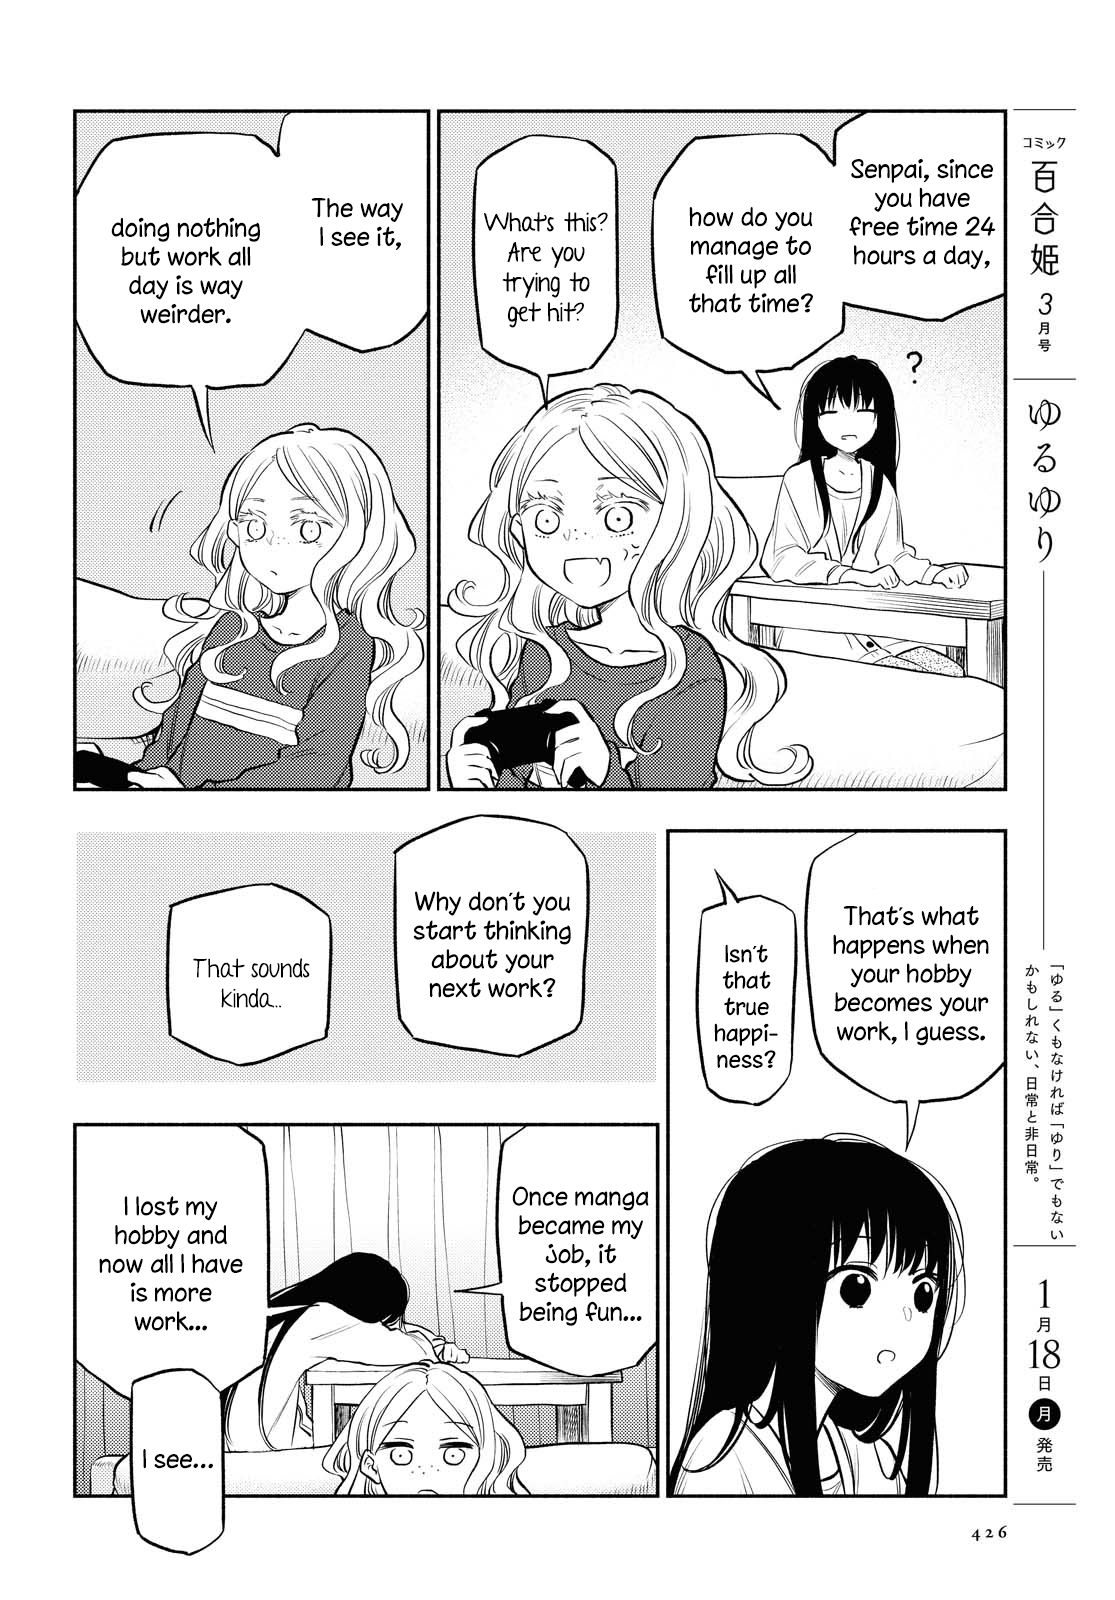 Senpai, since
you have
free time 24
hours a day,
how do you
manage to
fill up all
that time?
?
What's this?
Are you
trying to
get hit?
The way
I see it,
doing nothing
but work all
day is way
weirder.
That's what
happens when
your hobby
becomes your
work, I guess.
Isn't
that
true
happi-
ness?
Why don't you
start thinking
about your
next work?
That sounds
kinda...
Once manga
became my
job, it
stopped
being fun...
I lost my
hobby and
now all I have
is more
work...
I see...
コミック
百合姫
3月号
ゆるゆり
「ゆる」くもなければ「ゆり」でもない
かもしれない、日常と非日常。
1月18日月発売
426